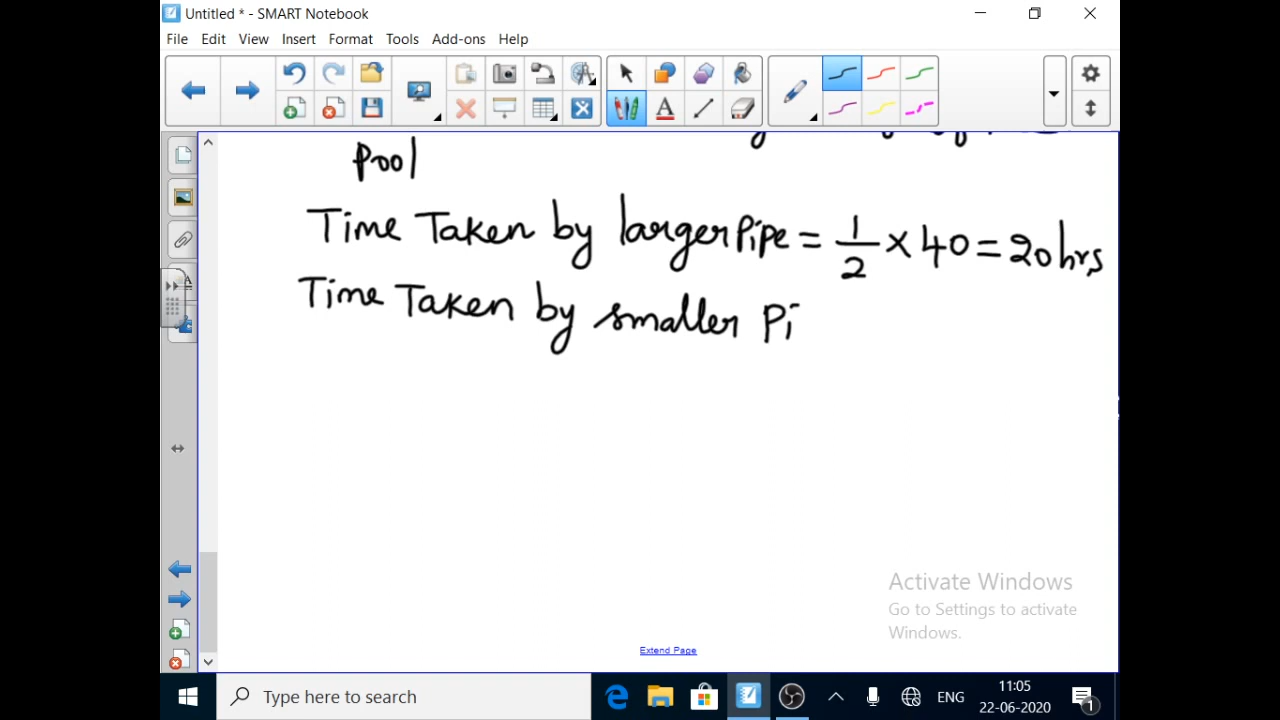 Untitled * - SMART Notebook
File Edit View Insert Format Tools Add-ons Help
Pool
Time Taken by larger Pipe = 1/2 × 40 = 20 hrs
Time Taken by smaller Pi
Activate Windows
Go to Settings to activate
Windows.
Extend Page
Type here to search
ENG
11:05
22-06-2020
1